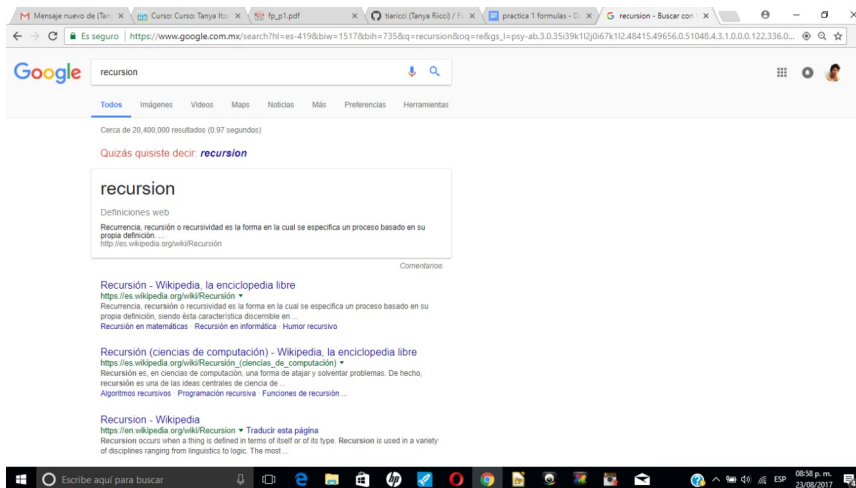 Mensaje nuevo de (Tan
Curso: Curso: Tanya Itz
fp_p1.pdf
tiaricci (Tanya Ricci) / F
practica 1 formulas - D
recursion - Buscar con
Es seguro | https://www.google.com.mx/search?hl=es-419&biw=1517&bih=735&q=recursion&oq=re&gs_l=psy-ab.3.0.35i39k1l2j0i67k1l2.48415.49656.0.51048.4.3.1.0.0.0.122.336.0...
Google
recursion
Todos Imágenes Videos Maps Noticias Más Preferencias Herramientas
Cerca de 20,400,000 resultados (0.97 segundos)
Quizás quisiste decir: recursion
recursion
Definiciones web
Recurrencia, recursión o recursividad es la forma en la cual se especifica un proceso basado en su
propia definición. ...
http://es.wikipedia.org/wiki/Recursión
Comentarios
Recursión - Wikipedia, la enciclopedia libre
https://es.wikipedia.org/wiki/Recursión
Recurrencia, recursión o recursividad es la forma en la cual se especifica un proceso basado en su
propia definición, siendo ésta característica discernible en ...
Recursión en matemáticas · Recursión en informática · Humor recursivo
Recursión (ciencias de computación) - Wikipedia, la enciclopedia libre
https://es.wikipedia.org/wiki/Recursión_(ciencias_de_computación)
Recursión es, en ciencias de computación, una forma de atajar y solventar problemas. De hecho,
recursión es una de las ideas centrales de ciencia de ...
Algoritmos recursivos · Programación recursiva · Funciones de recursión ...
Recursion - Wikipedia
https://en.wikipedia.org/wiki/Recursion Traducir esta página
Recursion occurs when a thing is defined in terms of itself or of its type. Recursion is used in a variety
of disciplines ranging from linguistics to logic. The most ...
Escribe aquí para buscar
ESP
08:58 p. m.
23/08/2017